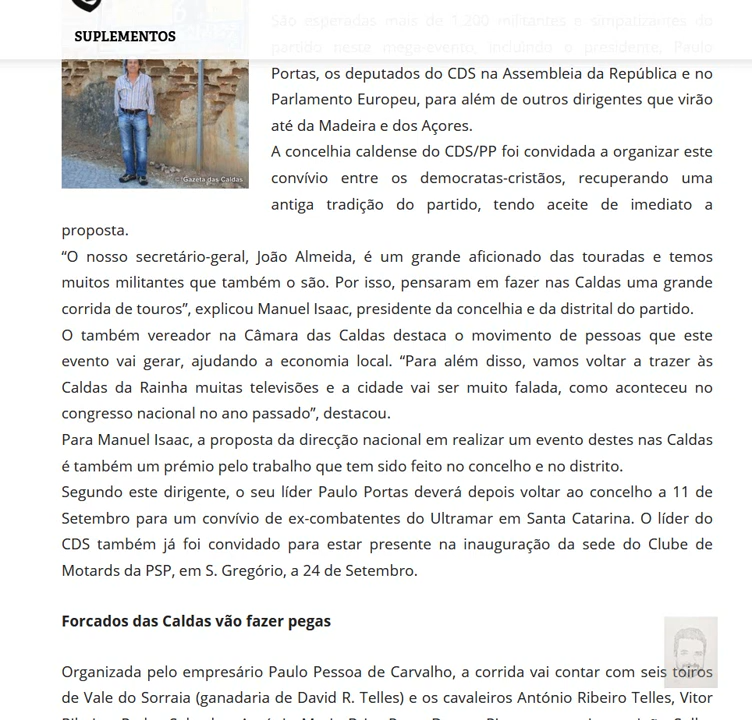 SUPLEMENTOS
São esperadas mais de 1.200 militantes e simpatizantes do
partido neste mega-evento, incluindo o presidente, Paulo
Portas, os deputados do CDS na Assembleia da República e no
Parlamento Europeu, para além de outros dirigentes que virão
até da Madeira e dos Açores.
A concelhia caldense do CDS/PP foi convidada a organizar este
convívio entre os democratas-cristãos, recuperando uma
antiga tradição do partido, tendo aceite de imediato a
proposta.
© Gazeta das Caldas
“O nosso secretário-geral, João Almeida, é um grande aficionado das touradas e temos
muitos militantes que também o são. Por isso, pensaram em fazer nas Caldas uma grande
corrida de touros”, explicou Manuel Isaac, presidente da concelhia e da distrital do partido.
O também vereador na Câmara das Caldas destaca o movimento de pessoas que este
evento vai gerar, ajudando a economia local. “Para além disso, vamos voltar a trazer às
Caldas da Rainha muitas televisões e a cidade vai ser muito falada, como aconteceu no
congresso nacional no ano passado”, destacou.
Para Manuel Isaac, a proposta da direcção nacional em realizar um evento destes nas Caldas
é também um prémio pelo trabalho que tem sido feito no concelho e no distrito.
Segundo este dirigente, o seu líder Paulo Portas deverá depois voltar ao concelho a 11 de
Setembro para um convívio de ex-combatentes do Ultramar em Santa Catarina. O líder do
CDS também já foi convidado para estar presente na inauguração da sede do Clube de
Motards da PSP, em S. Gregório, a 24 de Setembro.
Forcados das Caldas vão fazer pegas
Organizada pelo empresário Paulo Pessoa de Carvalho, a corrida vai contar com seis toiros
de Vale do Sorraia (ganadaria de David R. Telles) e os cavaleiros António Ribeiro Telles, Vitor